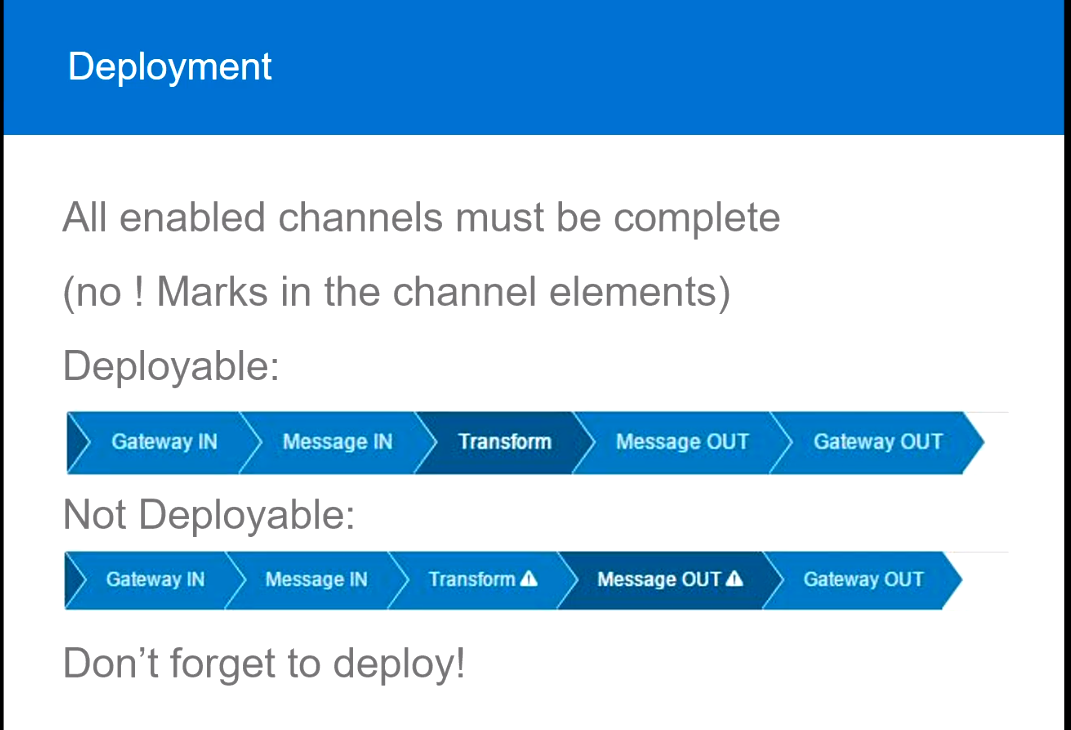 Deployment
All enabled channels must be complete
(no ! Marks in the channel elements)
Deployable:
Gateway IN Message IN Transform Message OUT Gateway OUT
Not Deployable:
Gateway IN Message IN Transform Message OUT Gateway OUT
Don’t forget to deploy!